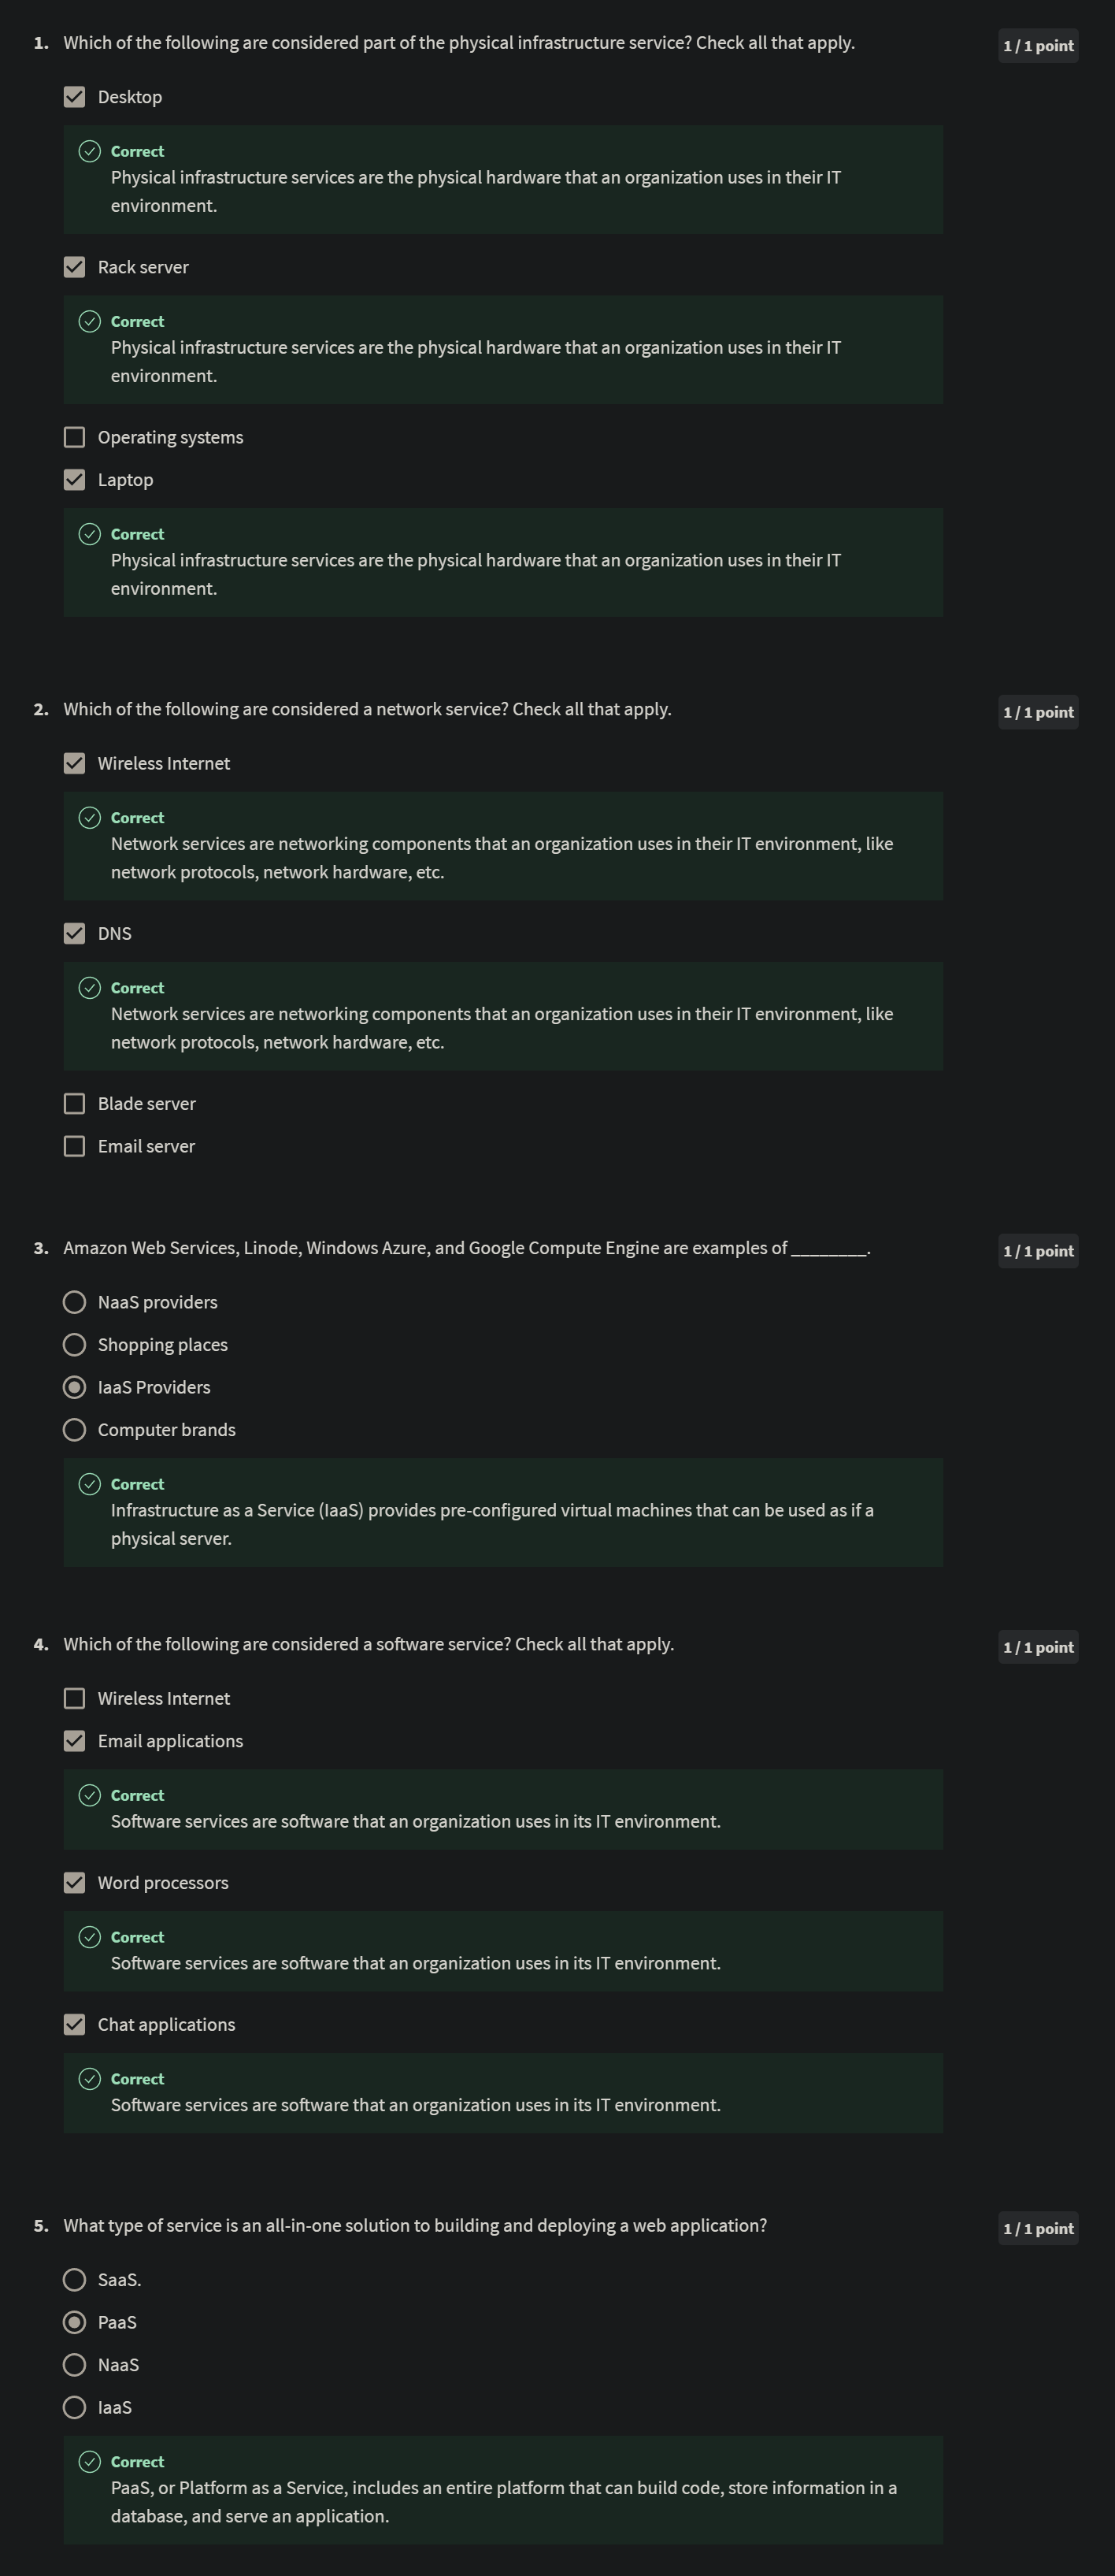 1. Which of the following are considered part of the physical infrastructure service? Check all that apply.
1 / 1 point
Desktop
Correct
Physical infrastructure services are the physical hardware that an organization uses in their IT
environment.
Rack server
Correct
Physical infrastructure services are the physical hardware that an organization uses in their IT
environment.
Operating systems
Laptop
Correct
Physical infrastructure services are the physical hardware that an organization uses in their IT
environment.
2. Which of the following are considered a network service? Check all that apply.
1 / 1 point
Wireless Internet
Correct
Network services are networking components that an organization uses in their IT environment, like
network protocols, network hardware, etc.
DNS
Correct
Network services are networking components that an organization uses in their IT environment, like
network protocols, network hardware, etc.
Blade server
Email server
3. Amazon Web Services, Linode, Windows Azure, and Google Compute Engine are examples of ________.
1 / 1 point
NaaS providers
Shopping places
IaaS Providers
Computer brands
Correct
Infrastructure as a Service (IaaS) provides pre-configured virtual machines that can be used as if a
physical server.
4. Which of the following are considered a software service? Check all that apply.
1 / 1 point
Wireless Internet
Email applications
Correct
Software services are software that an organization uses in its IT environment.
Word processors
Correct
Software services are software that an organization uses in its IT environment.
Chat applications
Correct
Software services are software that an organization uses in its IT environment.
5. What type of service is an all-in-one solution to building and deploying a web application?
1 / 1 point
SaaS.
PaaS
NaaS
IaaS
Correct
PaaS, or Platform as a Service, includes an entire platform that can build code, store information in a
database, and serve an application.